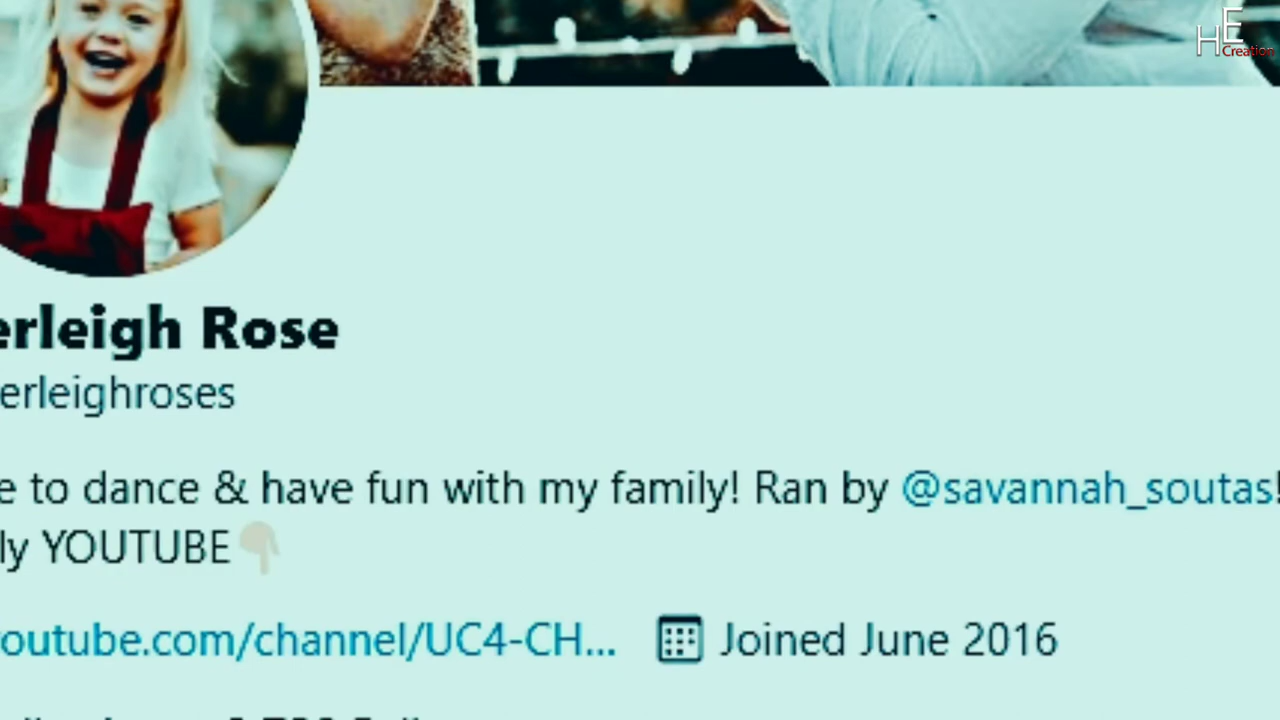 HE Creation
erleigh Rose
erleighroses
e to dance & have fun with my family! Ran by @savannah_soutas!
ly YOUTUBE👇🏻
outube.com/channel/UC4-CH...
Joined June 2016